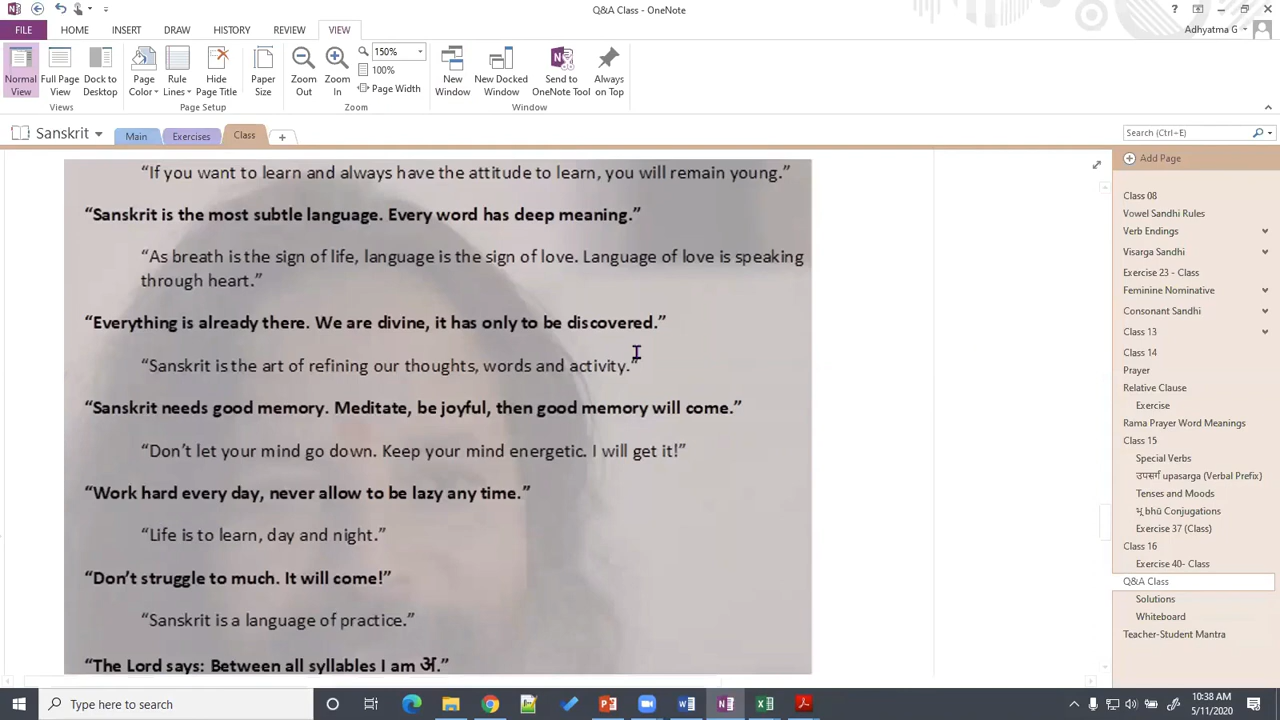 Q&A Class - OneNote
FILE HOME INSERT DRAW HISTORY REVIEW VIEW
Adhyatma G
Normal View
Full Page View
Dock to Desktop
Page Color
Rule Lines
Hide Page Title
Paper Size
Zoom Out
Zoom In
150%
100%
Page Width
New Window
New Docked Window
Send to OneNote Tool
Always on Top
Views
Page Setup
Zoom
Window
Sanskrit
Main
Exercises
Class
Search (Ctrl+E)
“If you want to learn and always have the attitude to learn, you will remain young.”
“Sanskrit is the most subtle language. Every word has deep meaning.”
“As breath is the sign of life, language is the sign of love. Language of love is speaking
through heart.”
“Everything is already there. We are divine, it has only to be discovered.”
“Sanskrit is the art of refining our thoughts, words and activity.”
“Sanskrit needs good memory. Meditate, be joyful, then good memory will come.”
“Don’t let your mind go down. Keep your mind energetic. I will get it!”
“Work hard every day, never allow to be lazy any time.”
“Life is to learn, day and night.”
“Don’t struggle to much. It will come!”
“Sanskrit is a language of practice.”
“The Lord says: Between all syllables I am अ.”
Add Page
Class 08
Vowel Sandhi Rules
Verb Endings
Visarga Sandhi
Exercise 23 - Class
Feminine Nominative
Consonant Sandhi
Class 13
Class 14
Prayer
Relative Clause
Exercise
Rama Prayer Word Meanings
Class 15
Special Verbs
उपसर्ग upasarga (Verbal Prefix)
Tenses and Moods
भू bhū Conjugations
Exercise 37 (Class)
Class 16
Exercise 40- Class
Q&A Class
Solutions
Whiteboard
Teacher-Student Mantra
Type here to search
10:38 AM
5/11/2020